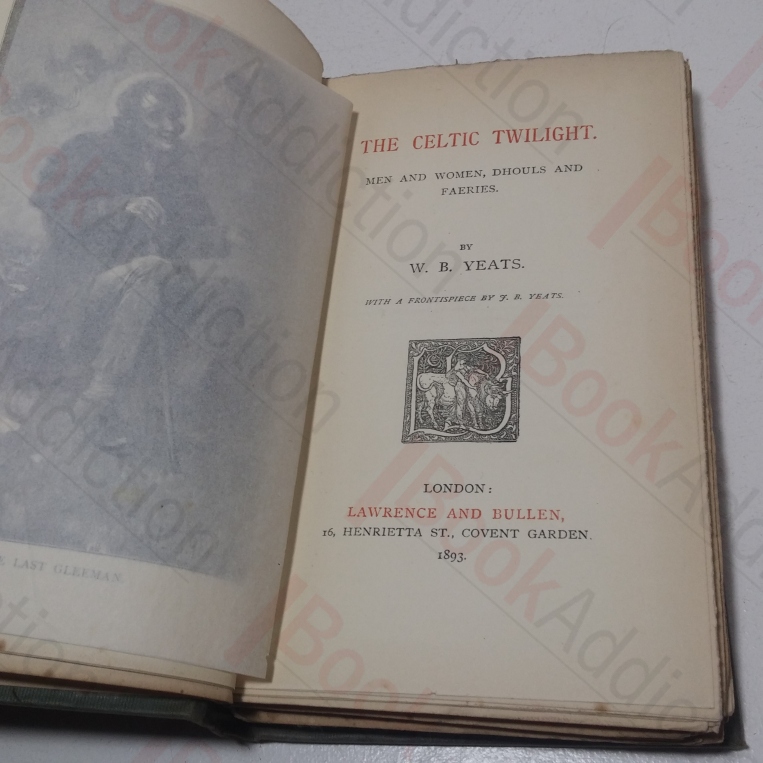 LAST GLEEMAN.
THE CELTIC TWILIGHT.
MEN AND WOMEN, DHOULS AND
FAERIES.
BY
W. B. YEATS.
WITH A FRONTISPIECE BY J. B. YEATS.
LONDON:
LAWRENCE AND BULLEN,
16, HENRIETTA ST., COVENT GARDEN.
1893.
BookAddiction